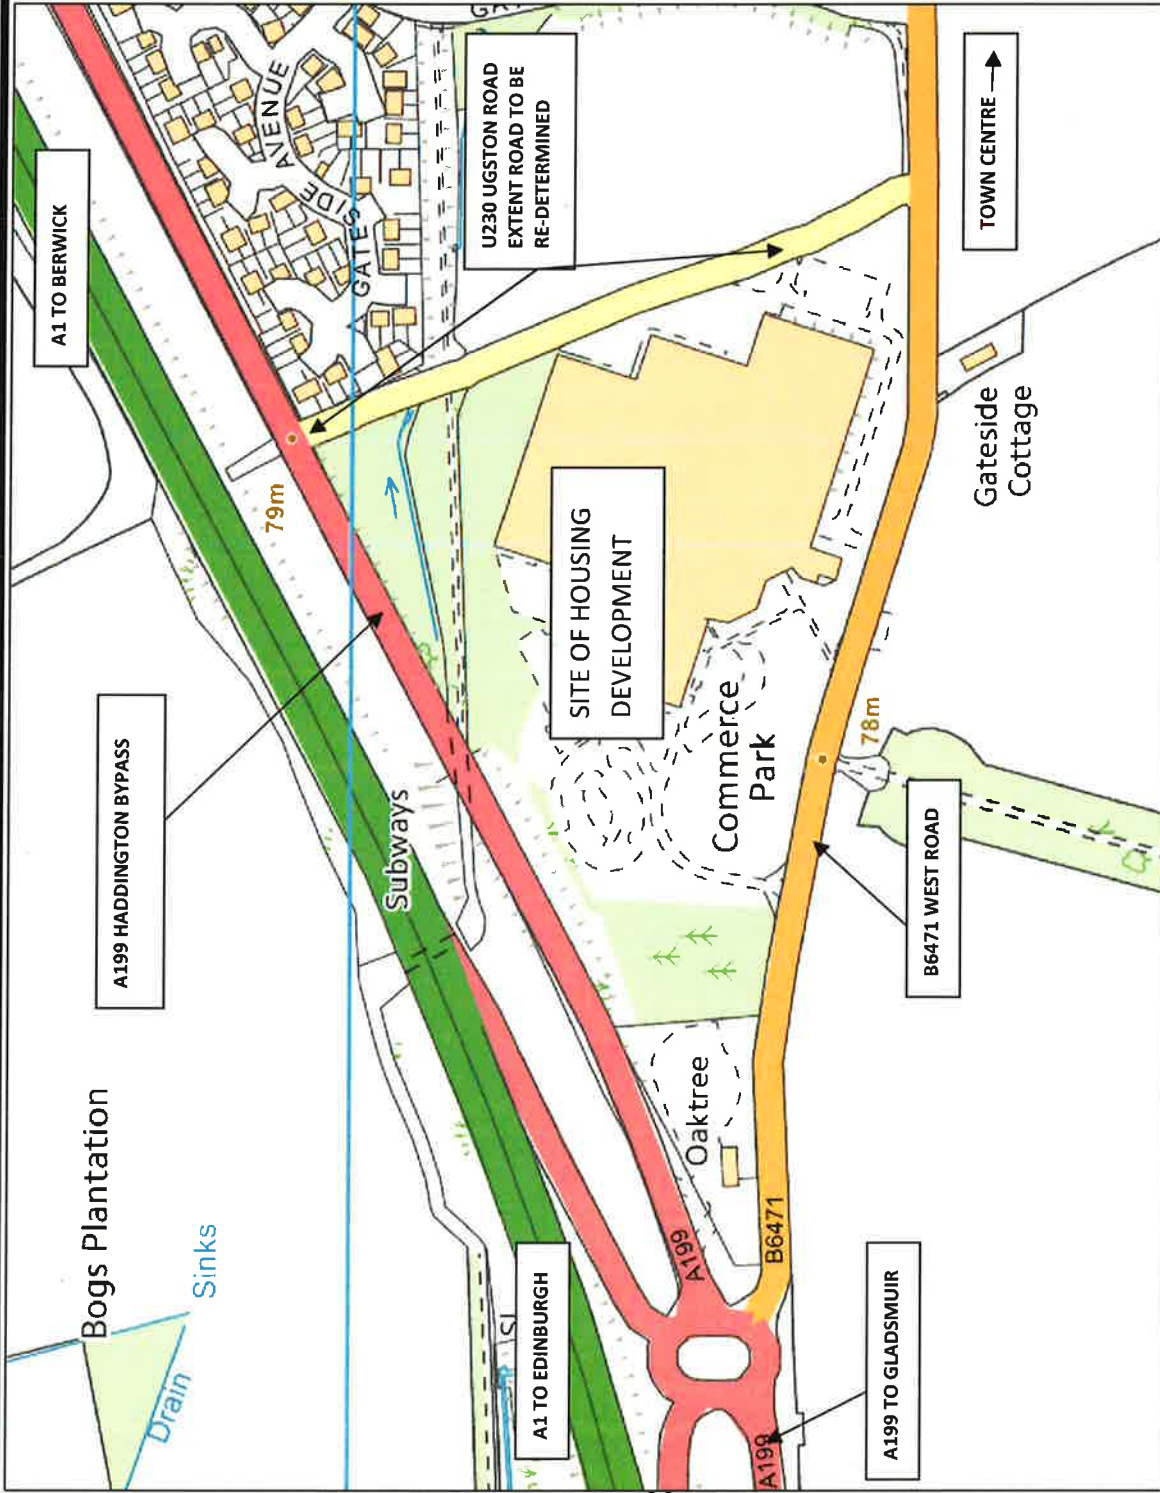 Bogs Plantation
Sinks
Drain
A199 HADDINGTON BYPASS
A1 TO BERWICK
79m
Subways
GATESIDE AVENUE
U230 UGSTON ROAD
EXTENT ROAD TO BE
RE-DETERMINED
A1 TO EDINBURGH
SITE OF HOUSING
DEVELOPMENT
Oaktree
Commerce
Park
A199
B6471
A199
A199 TO GLADSMUIR
B6471 WEST ROAD
78m
Gateside
Cottage
TOWN CENTRE →